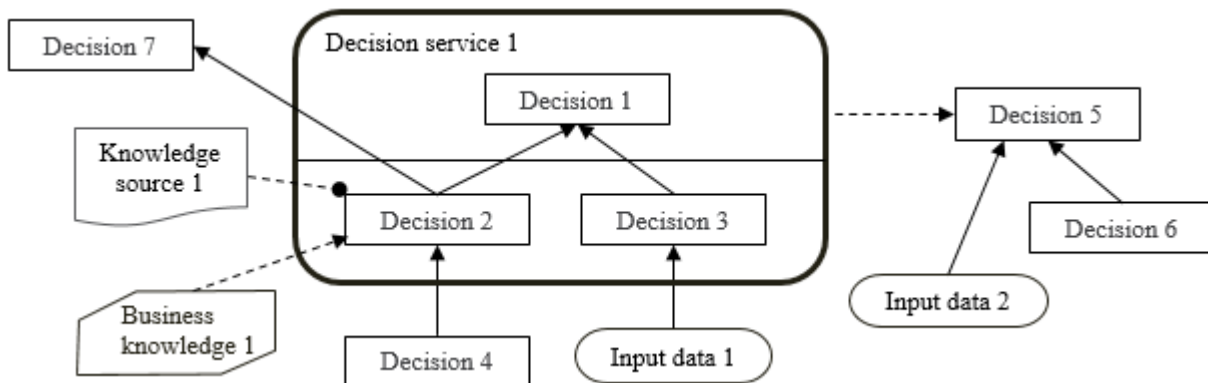 Decision 7
Decision service 1
Decision 1
Decision 5
Knowledge
source 1
Decision 2
Decision 3
Decision 6
Business
knowledge 1
Input data 2
Decision 4
Input data 1